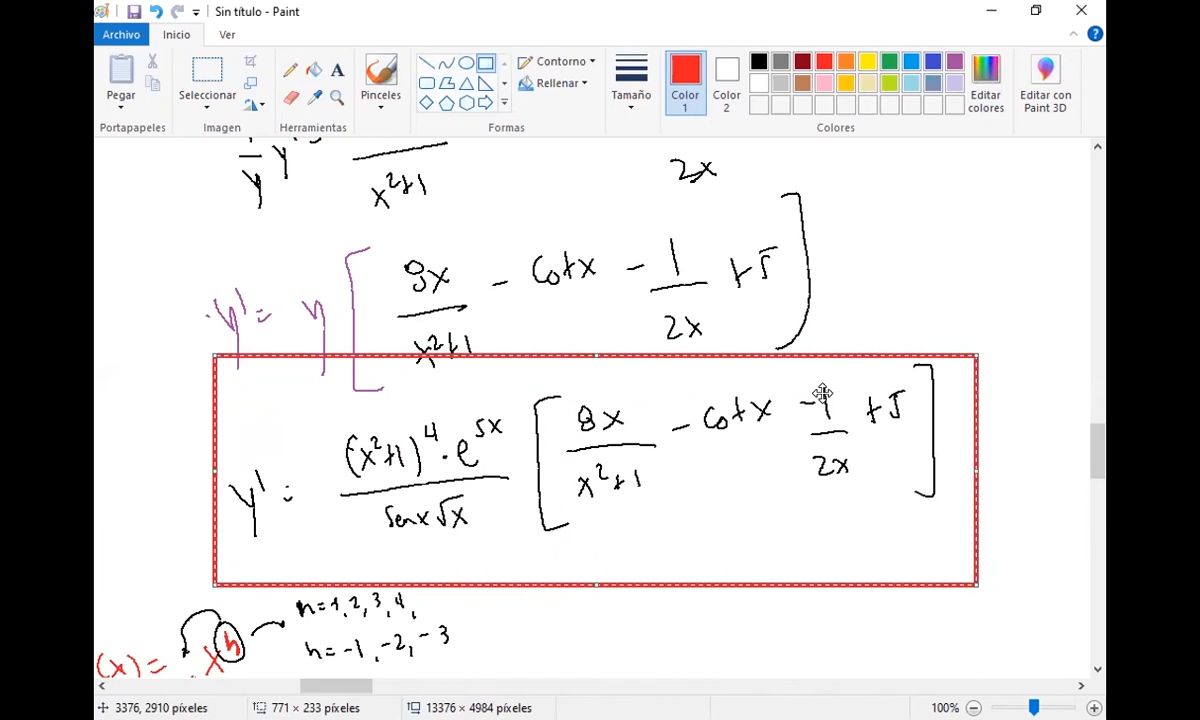 Sin título - Paint
Archivo Inicio Ver
Pegar Seleccionar Pinceles Contorno Rellenar Tamaño Color 1 Color 2 Editar colores Editar con Paint 3D
Portapapeles Imagen Herramientas Formas Colores
x²+1 2x
y' = y [ 8x/(x²+1) - cotx - 1/2x + 5 ]
y' = (x²+1)⁴ · e^5x / senx√x [ 8x/(x²+1) - cotx - 1/2x + 5 ]
n=1,2,3,4,
(x) = x^n
n=-1,-2,-3
3376, 2910 píxeles 771 × 233 píxeles 13376 × 4984 píxeles 100%